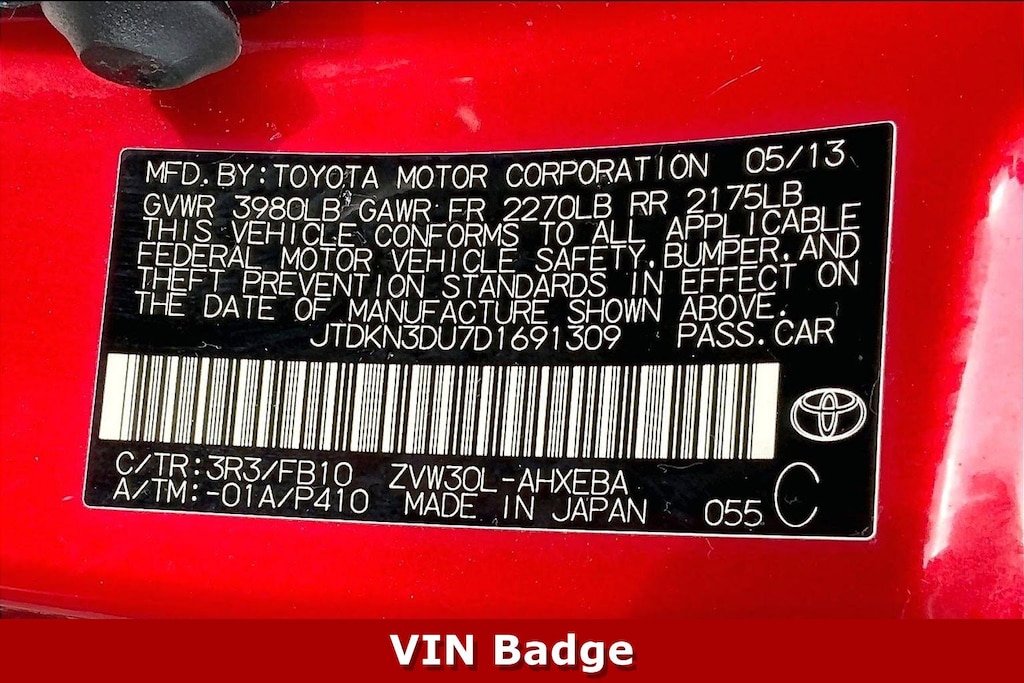 MFD. BY: TOYOTA MOTOR CORPORATION 05/13
GVWR 3980LB GAWR FR 2270LB RR 2175LB
THIS VEHICLE CONFORMS TO ALL APPLICABLE
FEDERAL MOTOR VEHICLE SAFETY, BUMPER, AND
THEFT PREVENTION STANDARDS IN EFFECT ON
THE DATE OF MANUFACTURE SHOWN ABOVE.
JTDKN3DU7D1691309 PASS. CAR
C/TR: 3R3/FB10 ZVW30L-AHXEBA
A/TM: -01A/P410 MADE IN JAPAN 055 C
VIN Badge